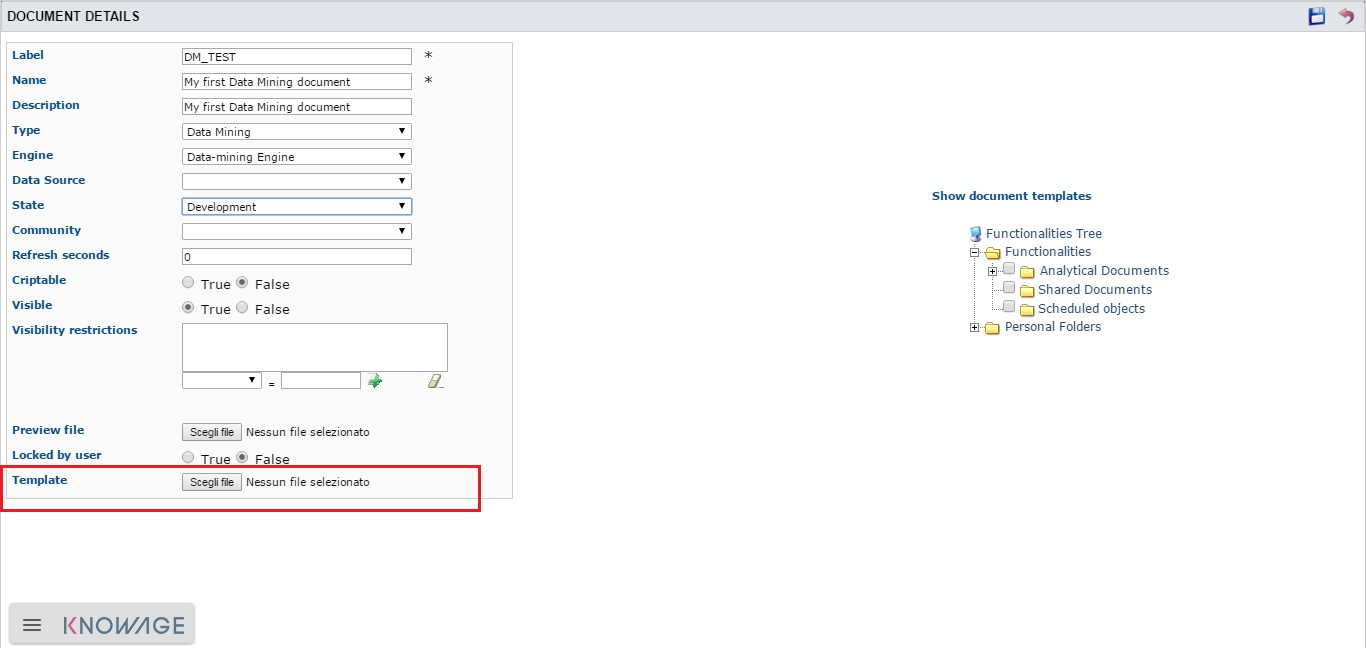 DOCUMENT DETAILS
Label DM_TEST *
Name My first Data Mining document *
Description My first Data Mining document
Type Data Mining
Engine Data-mining Engine
Data Source
State Development
Community
Refresh seconds 0
Criptable True False
Visible True False
Visibility restrictions
=
Preview file Scegli file Nessun file selezionato
Locked by user True False
Template Scegli file Nessun file selezionato
Show document templates
Functionalities Tree
Functionalities
Analytical Documents
Shared Documents
Scheduled objects
Personal Folders
KNOWAGE